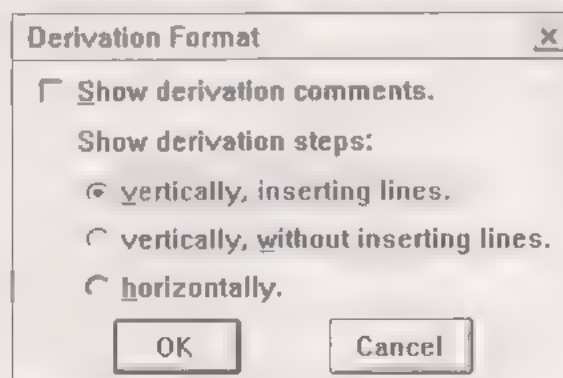 Derivation Format x
Show derivation comments.
Show derivation steps:
vertically, inserting lines.
vertically, without inserting lines.
horizontally.
OK Cancel